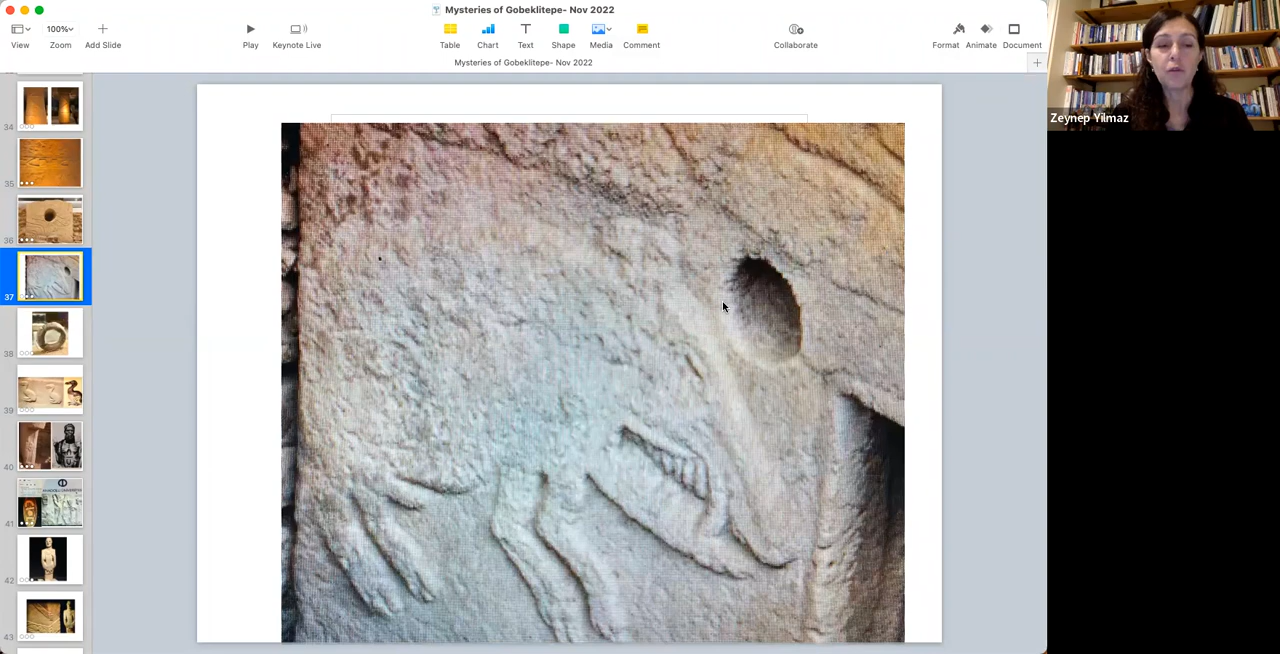 Mysteries of Gobeklitepe- Nov 2022
100%
View
Zoom
Add Slide
Play
Keynote Live
Table
Chart
Text
Shape
Media
Comment
Collaborate
Format
Animate
Document
Mysteries of Gobeklitepe- Nov 2022
34
35
36
37
38
39
40
41
42
43
Zeynep Yilmaz